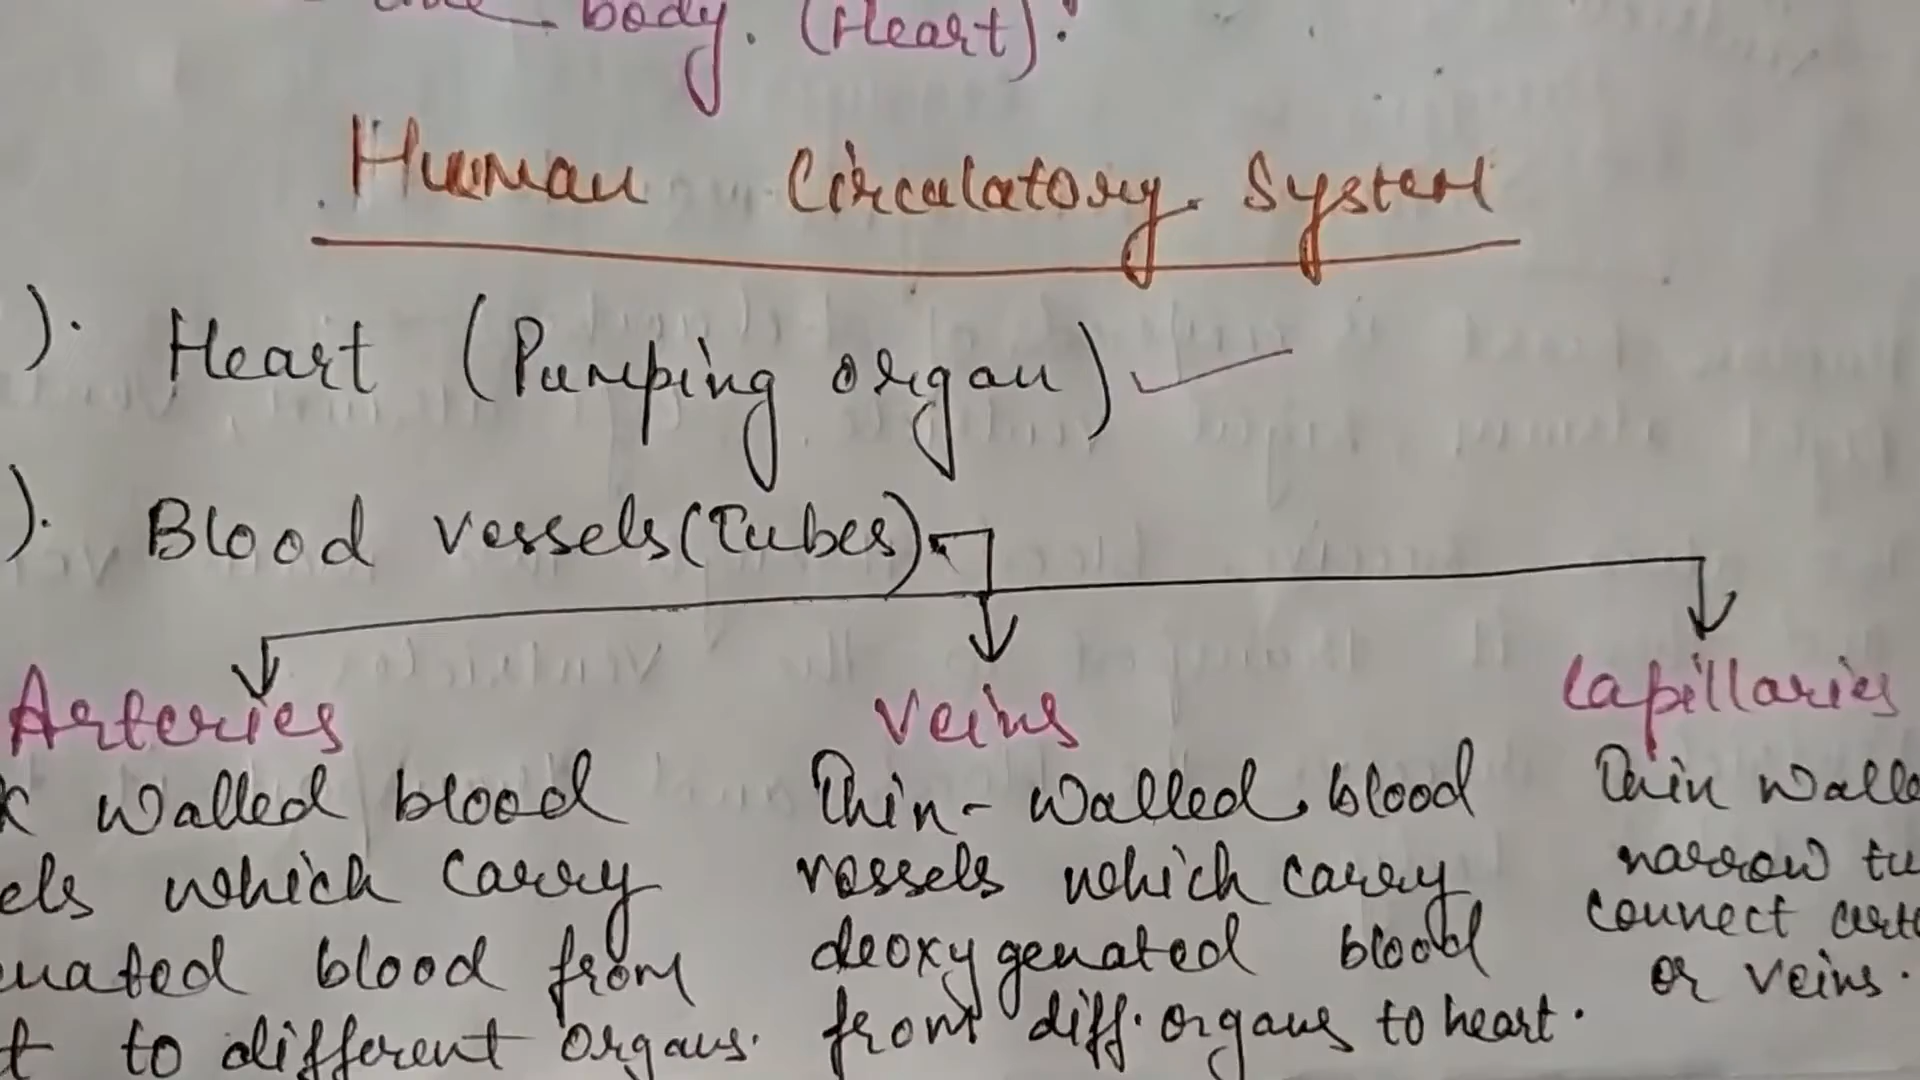 body. (Heart):
Human Circulatory System
). Heart (Pumping organ)
). Blood vessels (Tubes)
Arteries Veins Capillaries
k walled blood
els which carry
nated blood from
t to different organs.
Thin-walled blood
vessels which carry
deoxygenated blood
from diff. organs to heart.
Thin walle
narrow tu
connect arte
or veins.